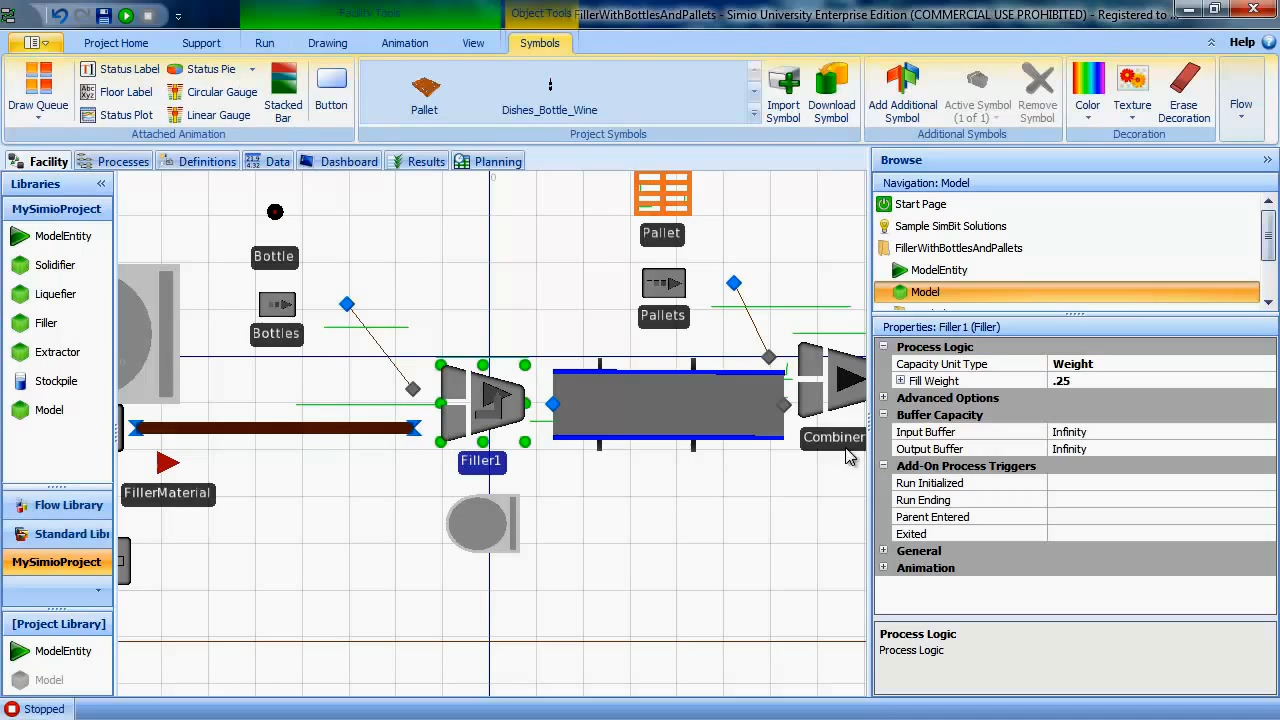 Facility Tools
Object Tools
FillerWithBottlesAndPallets - Simio University Enterprise Edition (COMMERCIAL USE PROHIBITED) - Registered to ...
Project Home
Support
Run
Drawing
Animation
View
Symbols
Help
Draw Queue
Status Label
Floor Label
Status Plot
Status Pie
Circular Gauge
Linear Gauge
Stacked Bar
Button
Attached Animation
Pallet
Dishes_Bottle_Wine
Import Symbol
Download Symbol
Project Symbols
Add Additional Symbol
Active Symbol (1 of 1)
Remove Symbol
Additional Symbols
Color
Texture
Erase Decoration
Decoration
Flow
Facility
Processes
Definitions
Data
Dashboard
Results
Planning
Libraries
MySimioProject
ModelEntity
Solidifier
Liquefier
Filler
Extractor
Stockpile
Model
Flow Library
Standard Libr
MySimioProject
[Project Library]
ModelEntity
Model
0
Bottle
Bottles
Pallet
Pallets
Filler1
Combiner
FillerMaterial
Browse
Navigation: Model
Start Page
Sample SimBit Solutions
FillerWithBottlesAndPallets
ModelEntity
Model
Properties: Filler1 (Filler)
Process Logic
Capacity Unit Type Weight
Fill Weight .25
Advanced Options
Buffer Capacity
Input Buffer Infinity
Output Buffer Infinity
Add-On Process Triggers
Run Initialized
Run Ending
Parent Entered
Exited
General
Animation
Process Logic
Process Logic
Stopped